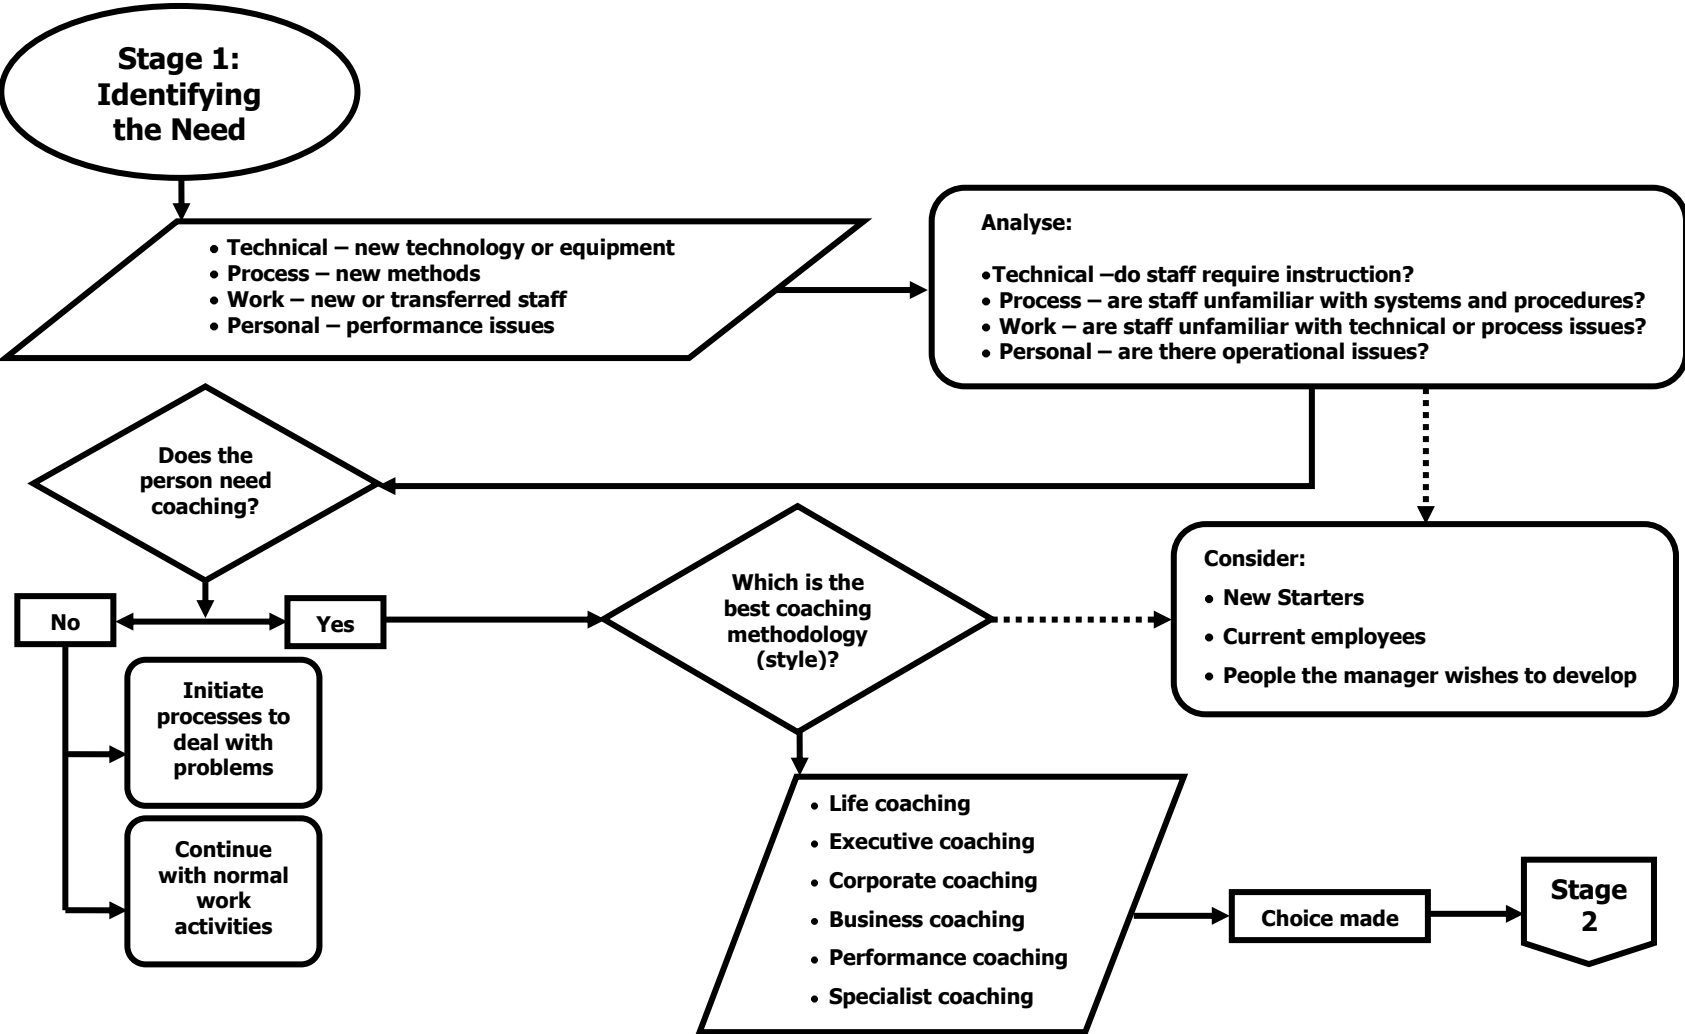 Stage 1:
Identifying
the Need
• Technical – new technology or equipment
• Process – new methods
• Work – new or transferred staff
• Personal – performance issues
Analyse:
•Technical –do staff require instruction?
• Process – are staff unfamiliar with systems and procedures?
• Work – are staff unfamiliar with technical or process issues?
• Personal – are there operational issues?
Does the
person need
coaching?
No
Yes
Which is the
best coaching
methodology
(style)?
Consider:
• New Starters
• Current employees
• People the manager wishes to develop
Initiate
processes to
deal with
problems
Continue
with normal
work
activities
• Life coaching
• Executive coaching
• Corporate coaching
• Business coaching
• Performance coaching
• Specialist coaching
Choice made
Stage
2